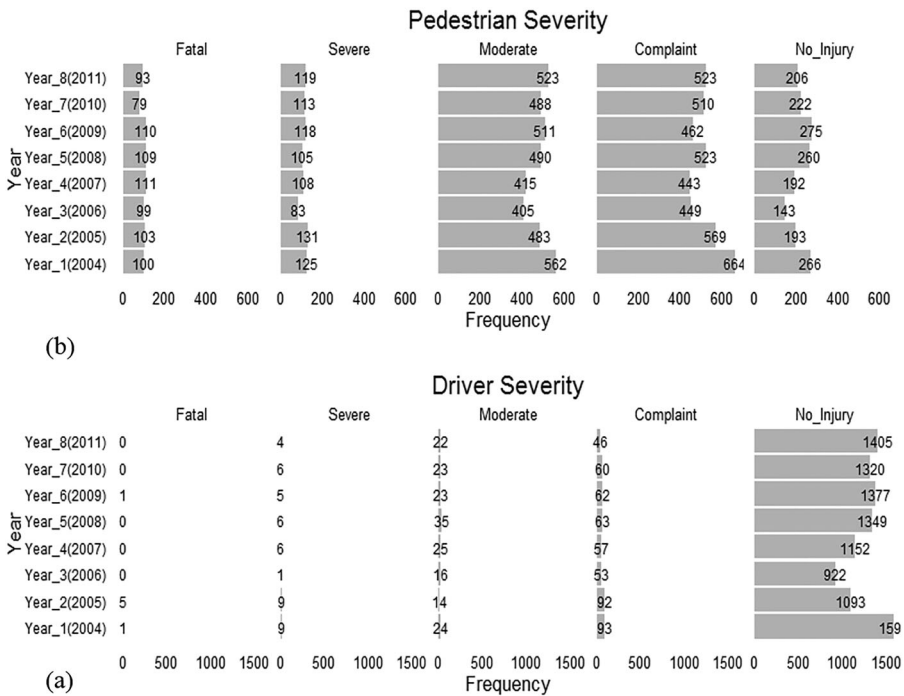 Pedestrian Severity
Fatal Severe Moderate Complaint No_Injury
Year_8(2011) 93 119 523 523 206
Year_7(2010) 79 113 488 510 222
Year_6(2009) 110 118 511 462 275
Year_5(2008) 109 105 490 523 260
Year_4(2007) 111 108 415 443 192
Year_3(2006) 99 83 405 449 143
Year_2(2005) 103 131 483 569 193
Year_1(2004) 100 125 562 664 266
Year
0 200 400 600 0 200 400 600 0 200 400 600 0 200 400 600 0 200 400 600
Frequency
(b)
Driver Severity
Fatal Severe Moderate Complaint No_Injury
Year_8(2011) 0 4 22 46 1405
Year_7(2010) 0 6 23 60 1320
Year_6(2009) 1 5 23 62 1377
Year_5(2008) 0 6 35 63 1349
Year_4(2007) 0 6 25 57 1152
Year_3(2006) 0 1 16 53 922
Year_2(2005) 5 9 14 92 1093
Year_1(2004) 1 9 24 93 159
Year
0 500 1000 1500 0 500 1000 1500 0 500 1000 1500 0 500 1000 1500 0 500 1000 1500
Frequency
(a)